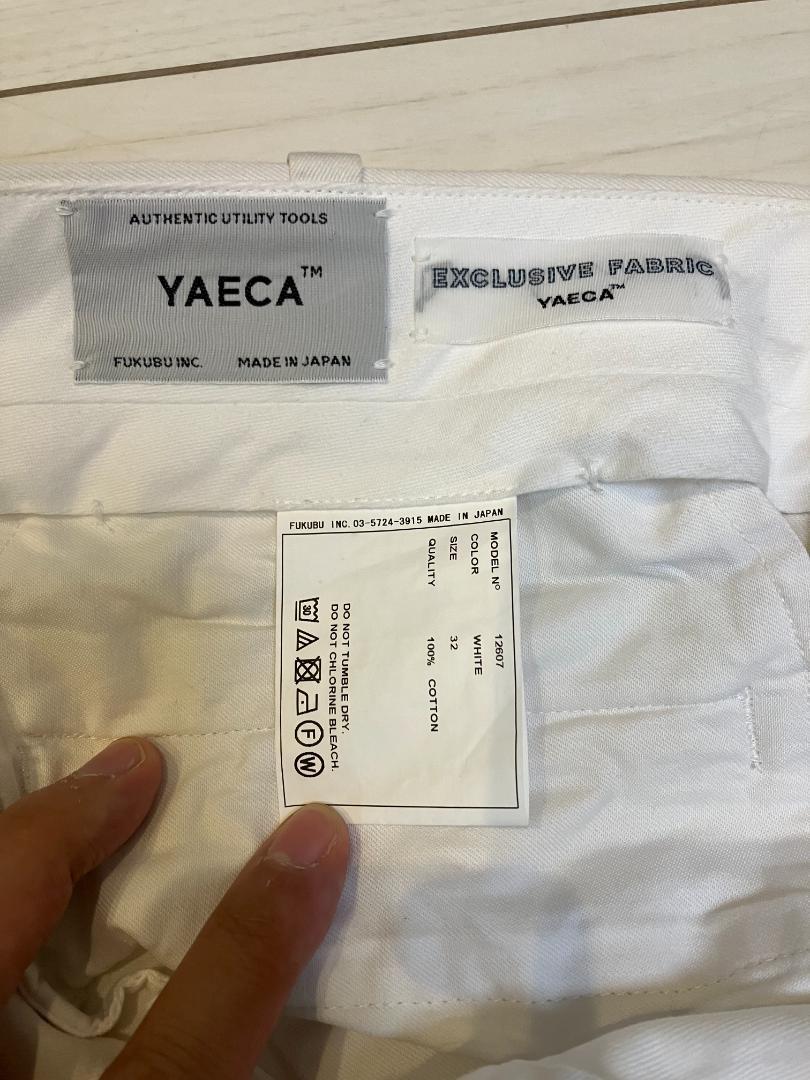 AUTHENTIC UTILITY TOOLS
YAECA™
FUKUBU INC. MADE IN JAPAN
EXCLUSIVE FABRIC
YAECA™
FUKUBU INC. 03-5724-3915 MADE IN JAPAN
MODEL Nº 12607
COLOR WHITE
SIZE 32
QUALITY 100% COTTON
DO NOT TUMBLE DRY.
DO NOT CHLORINE BLEACH.
30 F W